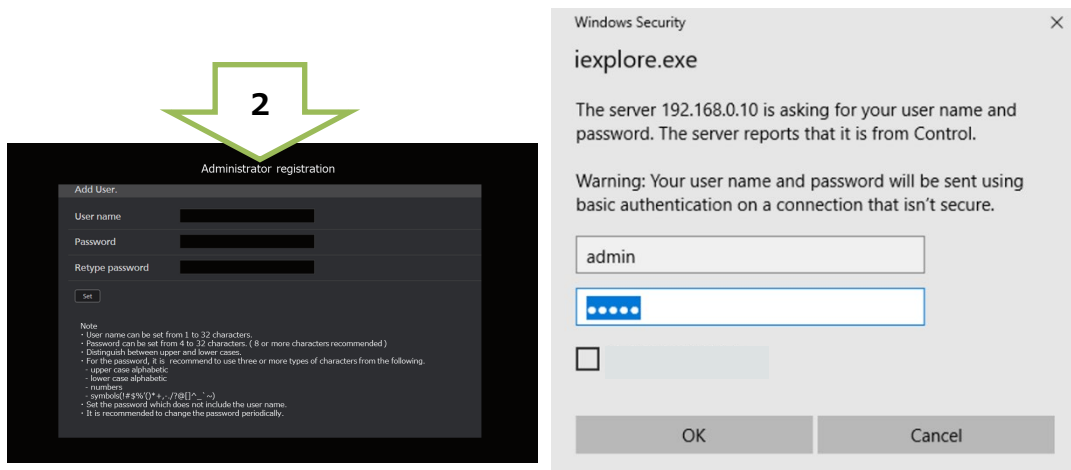 2
Administrator registration
Add User.
User name
Password
Retype password
Set
Note
・User name can be set from 1 to 32 characters.
・Password can be set from 4 to 32 characters. ( 8 or more characters recommended )
・Distinguish between upper and lower cases.
・For the password, it is recommend to use three or more types of characters from the following.
- upper case alphabetic
- lower case alphabetic
- numbers
- symbols(!#$%'()*+,-./?@[]^_`~)
・Set the password which does not include the user name.
・It is recommended to change the password periodically.
Windows Security
iexplore.exe
The server 192.168.0.10 is asking for your user name and
password. The server reports that it is from Control.
Warning: Your user name and password will be sent using
basic authentication on a connection that isn't secure.
admin
●●●●●
OK
Cancel